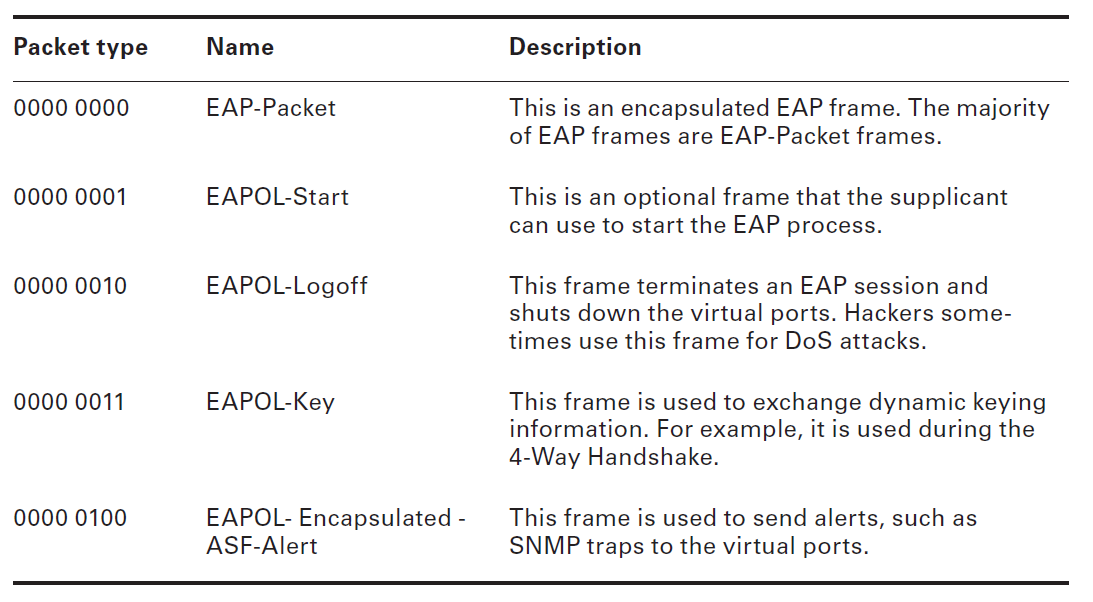 Packet type Name Description
0000 0000 EAP-Packet This is an encapsulated EAP frame. The majority
of EAP frames are EAP-Packet frames.
0000 0001 EAPOL-Start This is an optional frame that the supplicant
can use to start the EAP process.
0000 0010 EAPOL-Logoff This frame terminates an EAP session and
shuts down the virtual ports. Hackers some-
times use this frame for DoS attacks.
0000 0011 EAPOL-Key This frame is used to exchange dynamic keying
information. For example, it is used during the
4-Way Handshake.
0000 0100 EAPOL- Encapsulated - This frame is used to send alerts, such as
ASF-Alert SNMP traps to the virtual ports.